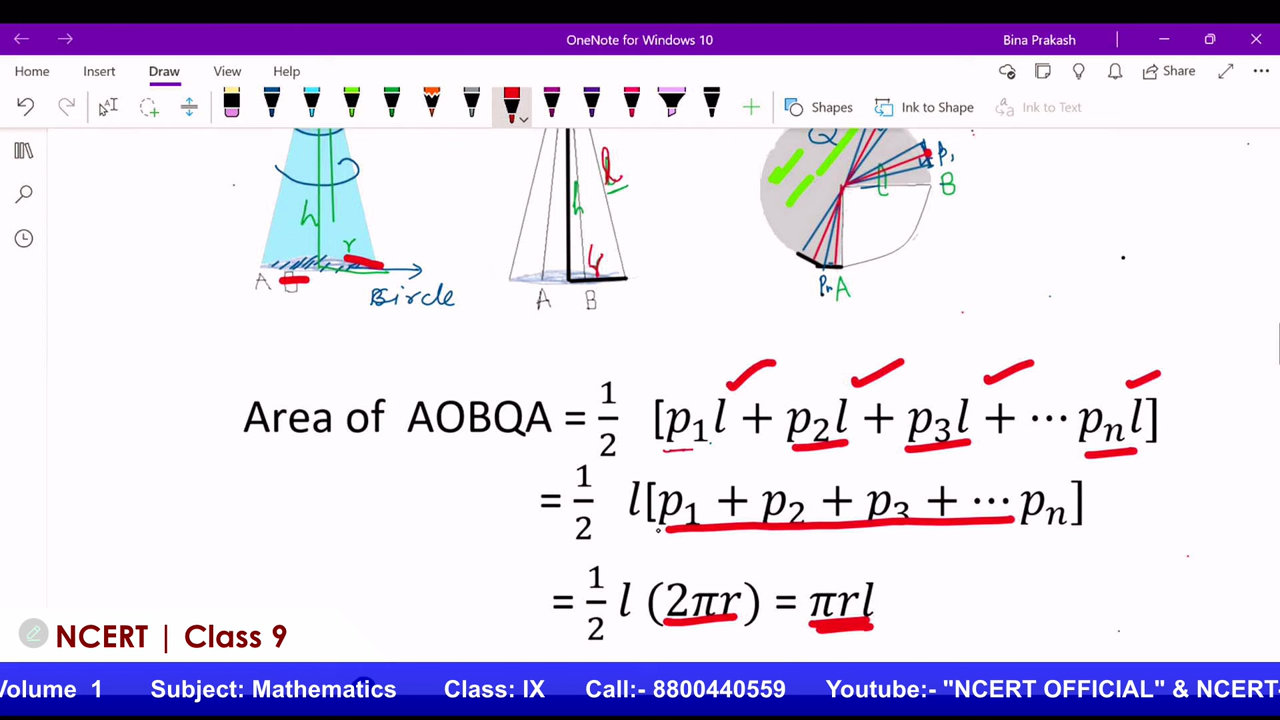 OneNote for Windows 10
Bina Prakash
Home Insert Draw View Help
Share
Shapes Ink to Shape Ink to Text
Q
p₁
l
B
h
r
A B
Circle
l
h
r
A B
pₙ A
Area of AOBQA = 1/2 [p₁l + p₂l + p₃l + ⋯ pₙl]
= 1/2 l[p₁ + p₂ + p₃ + ⋯ pₙ]
= 1/2 l (2πr) = πrl
NCERT | Class 9
Volume 1 Subject: Mathematics Class: IX Call:- 8800440559 Youtube:- "NCERT OFFICIAL" & NCERT-